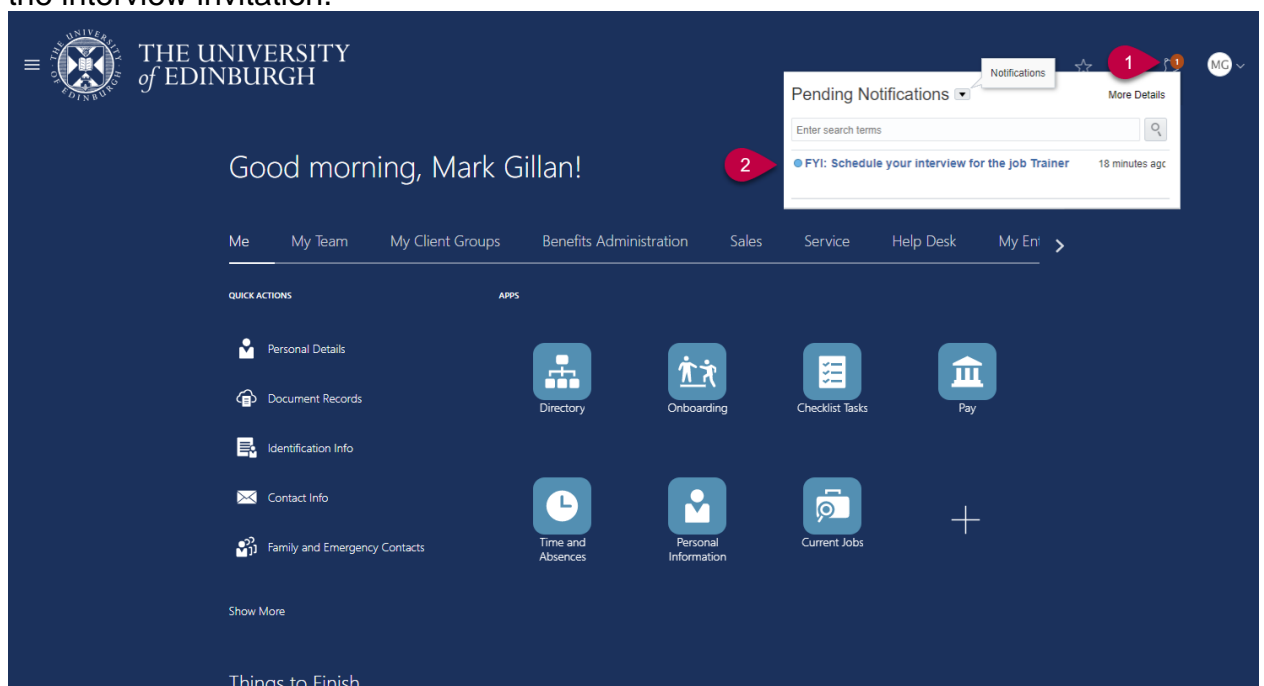 the interview invitation.
THE UNIVERSITY
of EDINBURGH
1
1
MG
Notifications
Pending Notifications
More Details
Enter search terms
2
FYI: Schedule your interview for the job Trainer
18 minutes ago
Good morning, Mark Gillan!
Me
My Team
My Client Groups
Benefits Administration
Sales
Service
Help Desk
My Ent
QUICK ACTIONS
APPS
Personal Details
Document Records
Identification Info
Contact Info
Family and Emergency Contacts
Show More
Directory
Onboarding
Checklist Tasks
Pay
Time and
Absences
Personal
Information
Current Jobs
Things to Finish